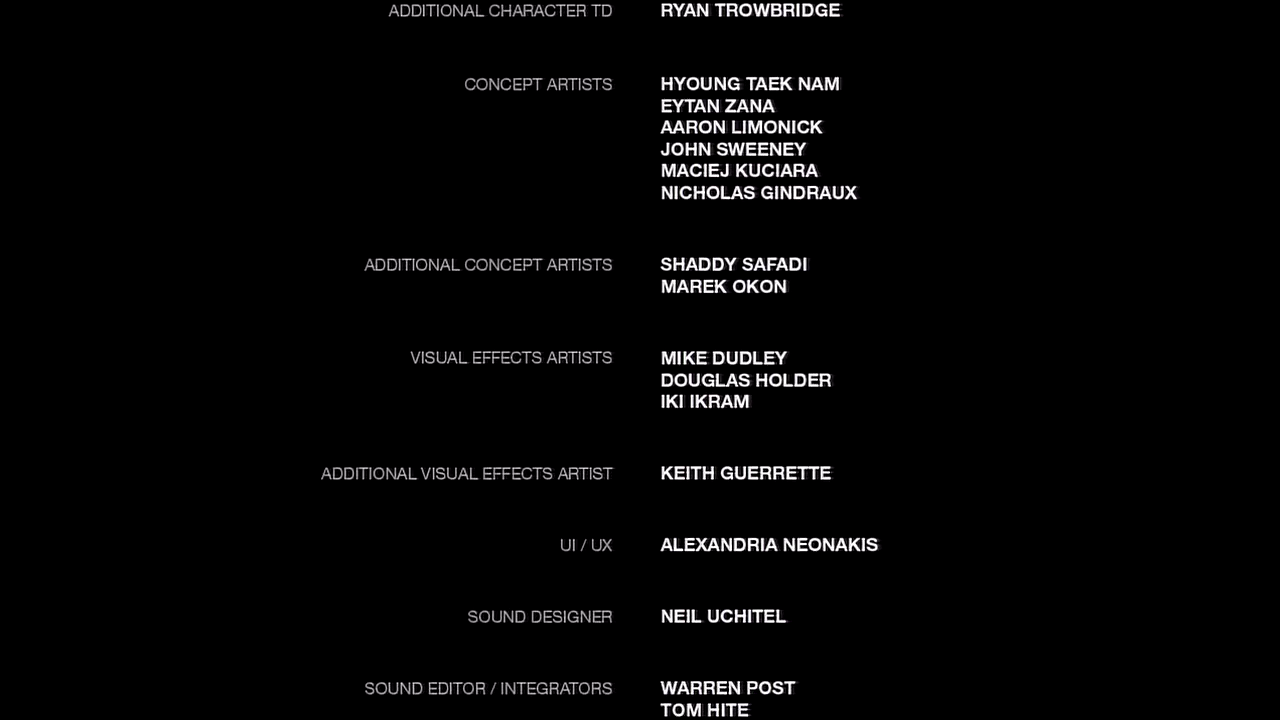 ADDITIONAL CHARACTER TD RYAN TROWBRIDGE
CONCEPT ARTISTS HYOUNG TAEK NAM
EYTAN ZANA
AARON LIMONICK
JOHN SWEENEY
MACIEJ KUCIARA
NICHOLAS GINDRAUX
ADDITIONAL CONCEPT ARTISTS SHADDY SAFADI
MAREK OKON
VISUAL EFFECTS ARTISTS MIKE DUDLEY
DOUGLAS HOLDER
IKI IKRAM
ADDITIONAL VISUAL EFFECTS ARTIST KEITH GUERRETTE
UI / UX ALEXANDRIA NEONAKIS
SOUND DESIGNER NEIL UCHITEL
SOUND EDITOR / INTEGRATORS WARREN POST
TOM HITE